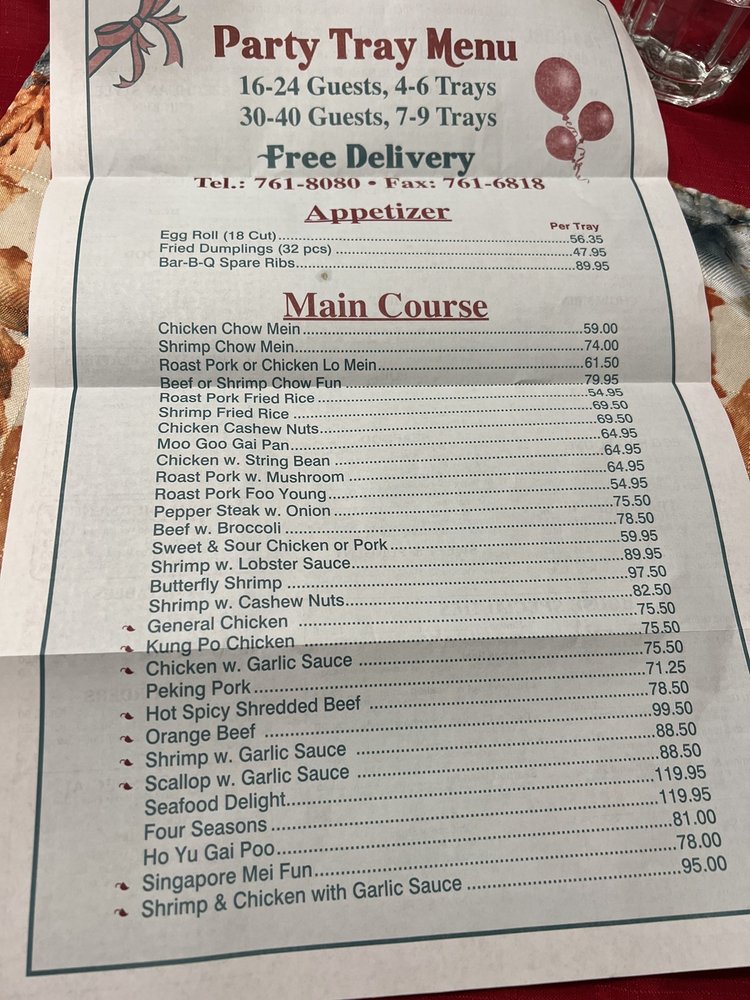 Party Tray Menu
16-24 Guests, 4-6 Trays
30-40 Guests, 7-9 Trays
Free Delivery
Tel.: 761-8080 • Fax: 761-6818
Appetizer
Per Tray
Egg Roll (18 Cut) 56.35
Fried Dumplings (32 pcs) 47.95
Bar-B-Q Spare Ribs 89.95
Main Course
Chicken Chow Mein 59.00
Shrimp Chow Mein 74.00
Roast Pork or Chicken Lo Mein 61.50
Beef or Shrimp Chow Fun 79.95
Roast Pork Fried Rice 54.95
Shrimp Fried Rice 69.50
Chicken Cashew Nuts 69.50
Moo Goo Gai Pan 64.95
Chicken w. String Bean 64.95
Roast Pork w. Mushroom 64.95
Roast Pork Foo Young 54.95
Pepper Steak w. Onion 75.50
Beef w. Broccoli 78.50
Sweet & Sour Chicken or Pork 59.95
Shrimp w. Lobster Sauce 89.95
Butterfly Shrimp 97.50
Shrimp w. Cashew Nuts 82.50
General Chicken 75.50
Kung Po Chicken 75.50
Chicken w. Garlic Sauce 75.50
Peking Pork 71.25
Hot Spicy Shredded Beef 78.50
Orange Beef 99.50
Shrimp w. Garlic Sauce 88.50
Scallop w. Garlic Sauce 88.50
Seafood Delight 119.95
Four Seasons 119.95
Ho Yu Gai Poo 81.00
Singapore Mei Fun 78.00
Shrimp & Chicken with Garlic Sauce 95.00